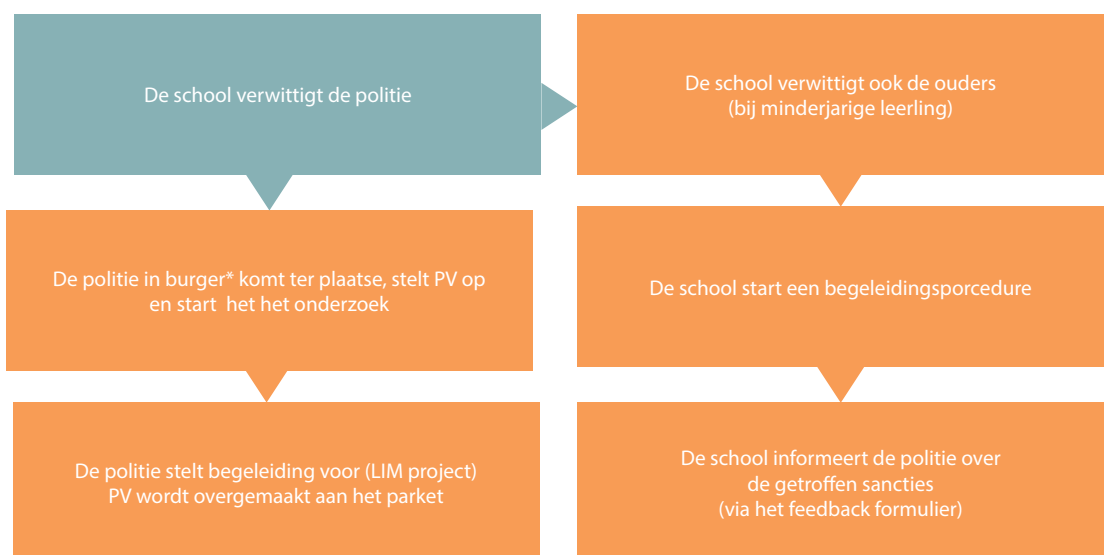 De school verwittigt de politie
De school verwittigt ook de ouders
(bij minderjarige leerling)
De politie in burger* komt ter plaatse, stelt PV op
en start het het onderzoek
De school start een begeleidingsporcedure
De politie stelt begeleiding voor (LIM project)
PV wordt overgemaakt aan het parket
De school informeert de politie over
de getroffen sancties
(via het feedback formulier)